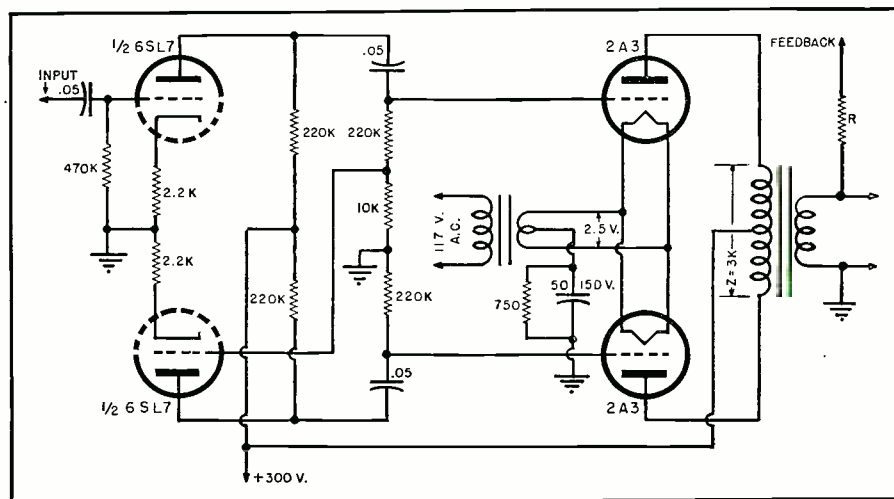 1/2 6SL7
2A3
FEEDBACK
INPUT
.05
.05
R
220K
220K
470K
2.2K
10K
117 V.
A.C.
2.5 V.
Z = 3K
2.2K
220K
220K
750
50 150 V.
.05
1/2 6SL7
2A3
+300 V.